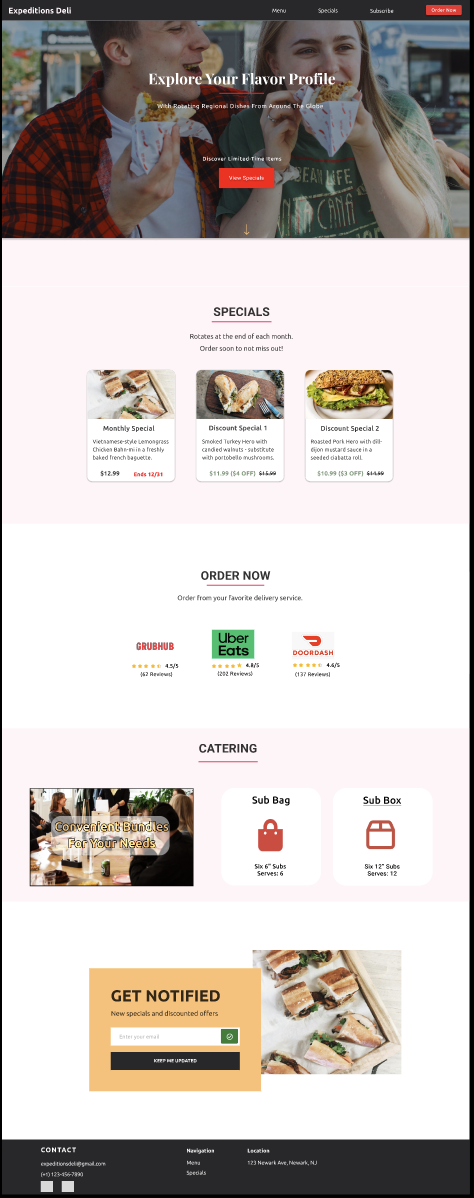 Expeditions Deli
Menu
Specials
Subscribe
Order Now
Explore Your Flavor Profile
With Rotating Regional Dishes From Around The Globe
Discover Limited-Time Items
View Specials
SPECIALS
Rotates at the end of each month.
Order soon to not miss out!
Monthly Special
Vietnamese-style Lemongrass
Chicken Bahn-mi in a freshly
baked french baguette.
$12.99
Ends 12/31
Discount Special 1
Smoked Turkey Hero with
candied walnuts - substitute
with portobello mushrooms.
$11.99 ($4 OFF) $15.99
Discount Special 2
Roasted Pork Hero with dill-
dijon mustard sauce in a
seeded ciabatta roll.
$10.99 ($3 OFF) $14.99
ORDER NOW
Order from your favorite delivery service.
GRUBHUB
4.5/5
(62 Reviews)
Uber
Eats
4.8/5
(202 Reviews)
DOORDASH
4.6/5
(137 Reviews)
CATERING
Convenient Bundles
For Your Needs
Sub Bag
Six 6" Subs
Serves: 6
Sub Box
Six 12" Subs
Serves: 12
GET NOTIFIED
New specials and discounted offers
Enter your email
KEEP ME UPDATED
CONTACT
expeditionsdeli@gmail.com
(+1) 123-456-7890
Navigation
Menu
Specials
Location
123 Newark Ave, Newark, NJ